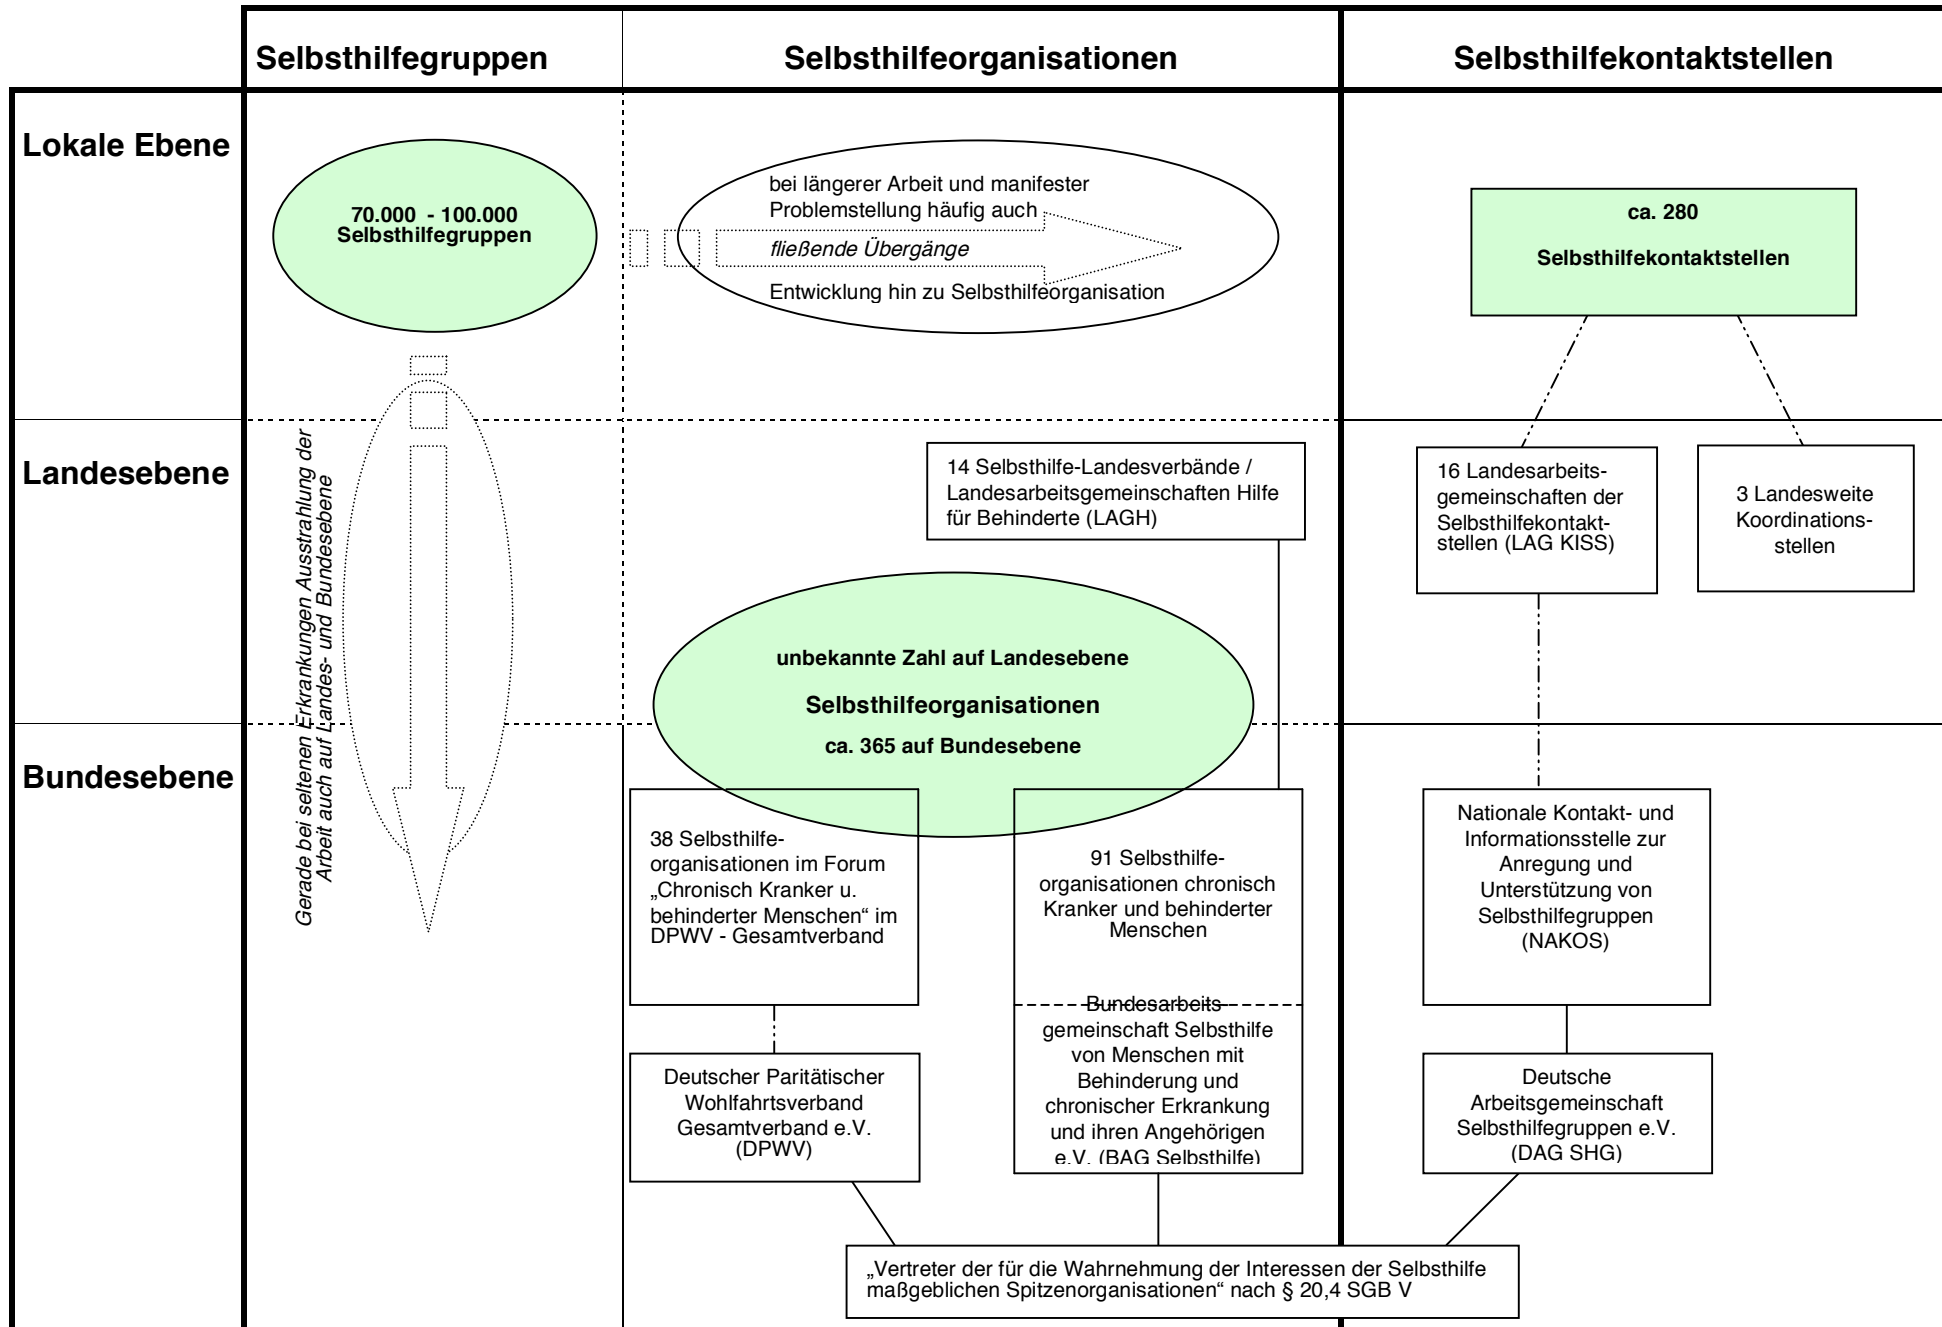 Selbsthilfegruppen
Selbsthilfeorganisationen
Selbsthilfekontaktstellen
Lokale Ebene
70.000 - 100.000
Selbsthilfegruppen
bei längerer Arbeit und manifester
Problemstellung häufig auch
fließende Übergänge
Entwicklung hin zu Selbsthilfeorganisation
ca. 280
Selbsthilfekontaktstellen
Landesebene
Gerade bei seltenen Erkrankungen Ausstrahlung der
Arbeit auch auf Landes- und Bundesebene
14 Selbsthilfe-Landesverbände /
Landesarbeitsgemeinschaften Hilfe
für Behinderte (LAGH)
16 Landesarbeits-
gemeinschaften der
Selbsthilfekontakt-
stellen (LAG KISS)
3 Landesweite
Koordinations-
stellen
unbekannte Zahl auf Landesebene
Selbsthilfeorganisationen
ca. 365 auf Bundesebene
Bundesebene
38 Selbsthilfe-
organisationen im Forum
„Chronisch Kranker u.
behinderter Menschen“ im
DPWV - Gesamtverband
91 Selbsthilfe-
organisationen chronisch
Kranker und behinderter
Menschen
Nationale Kontakt- und
Informationsstelle zur
Anregung und
Unterstützung von
Selbsthilfegruppen
(NAKOS)
Deutscher Paritätischer
Wohlfahrtsverband
Gesamtverband e.V.
(DPWV)
Bundesarbeits-
gemeinschaft Selbsthilfe
von Menschen mit
Behinderung und
chronischer Erkrankung
und ihren Angehörigen
e.V. (BAG Selbsthilfe)
Deutsche
Arbeitsgemeinschaft
Selbsthilfegruppen e.V.
(DAG SHG)
„Vertreter der für die Wahrnehmung der Interessen der Selbsthilfe
maßgeblichen Spitzenorganisationen“ nach § 20,4 SGB V